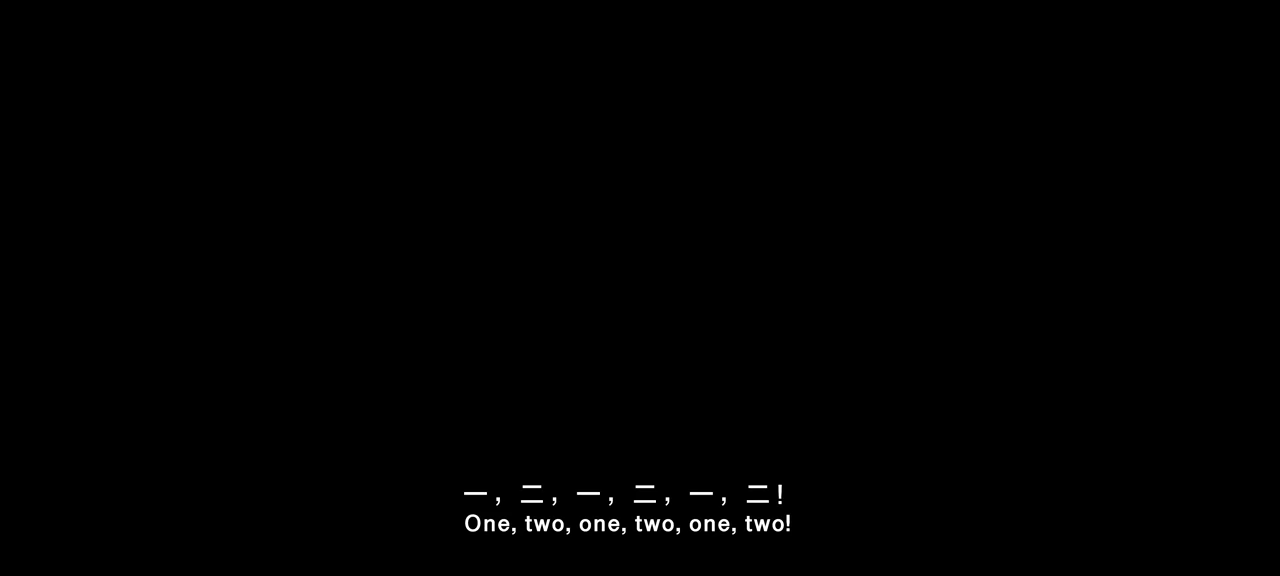 一, 二, 一, 二, 一, 二!
One, two, one, two, one, two!